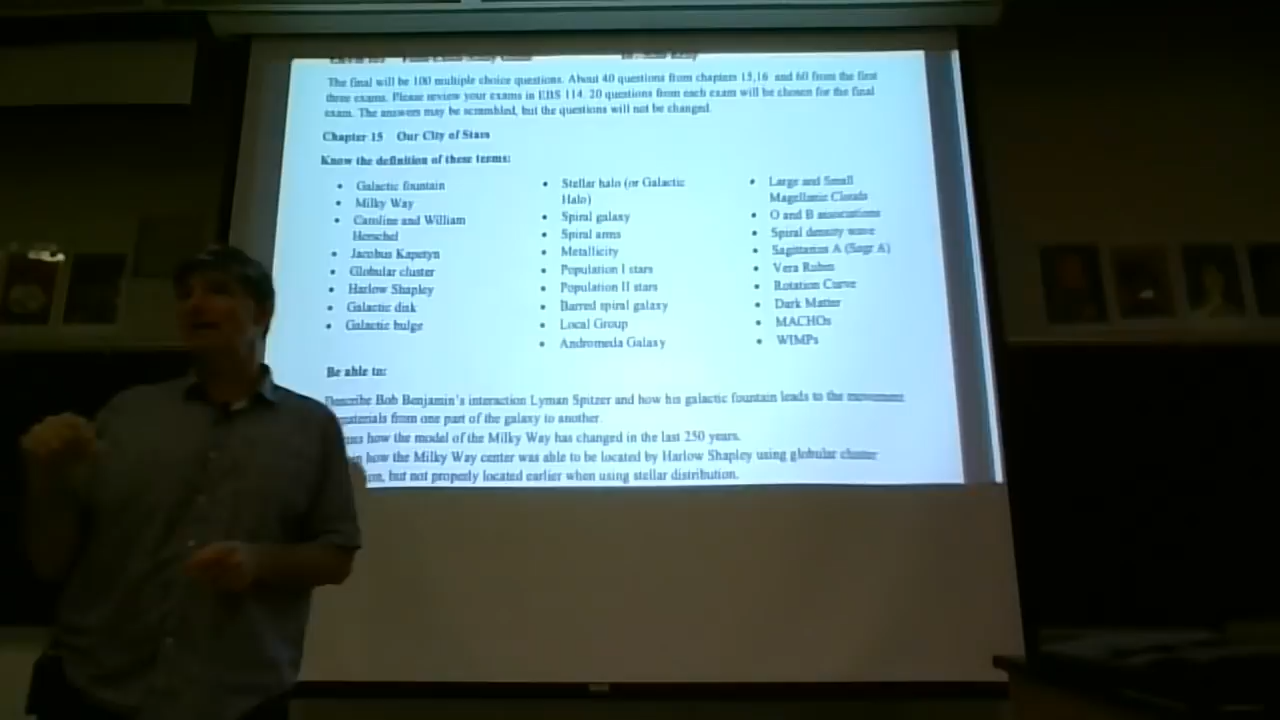 The final will be 100 multiple choice questions. About 40 questions from chapters 15,16 and 60 from the first
three exams. Please review your exams in EBS 114. 20 questions from each exam will be chosen for the final
exam. The answers may be scrambled, but the questions will not be changed.
Chapter 15 Our City of Stars
Know the definition of these terms:
• Galactic fountain
• Milky Way
• Caroline and William
Herschel
• Jacobus Kapetyn
• Globular cluster
• Harlow Shapley
• Galactic disk
• Galactic bulge
• Stellar halo (or Galactic
Halo)
• Spiral galaxy
• Spiral arms
• Metallicity
• Population I stars
• Population II stars
• Barred spiral galaxy
• Local Group
• Andromeda Galaxy
• Large and Small
Magellanic Clouds
• O and B associations
• Spiral density wave
• Sagittarius A (Sagr A)
• Vera Rubin
• Rotation Curve
• Dark Matter
• MACHOs
• WIMPs
Be able to:
Describe Bob Benjamin's interaction Lyman Spitzer and how his galactic fountain leads to the movement
materials from one part of the galaxy to another.
how the model of the Milky Way has changed in the last 250 years.
how the Milky Way center was able to be located by Harlow Shapley using globular cluster
but not properly located earlier when using stellar distribution.